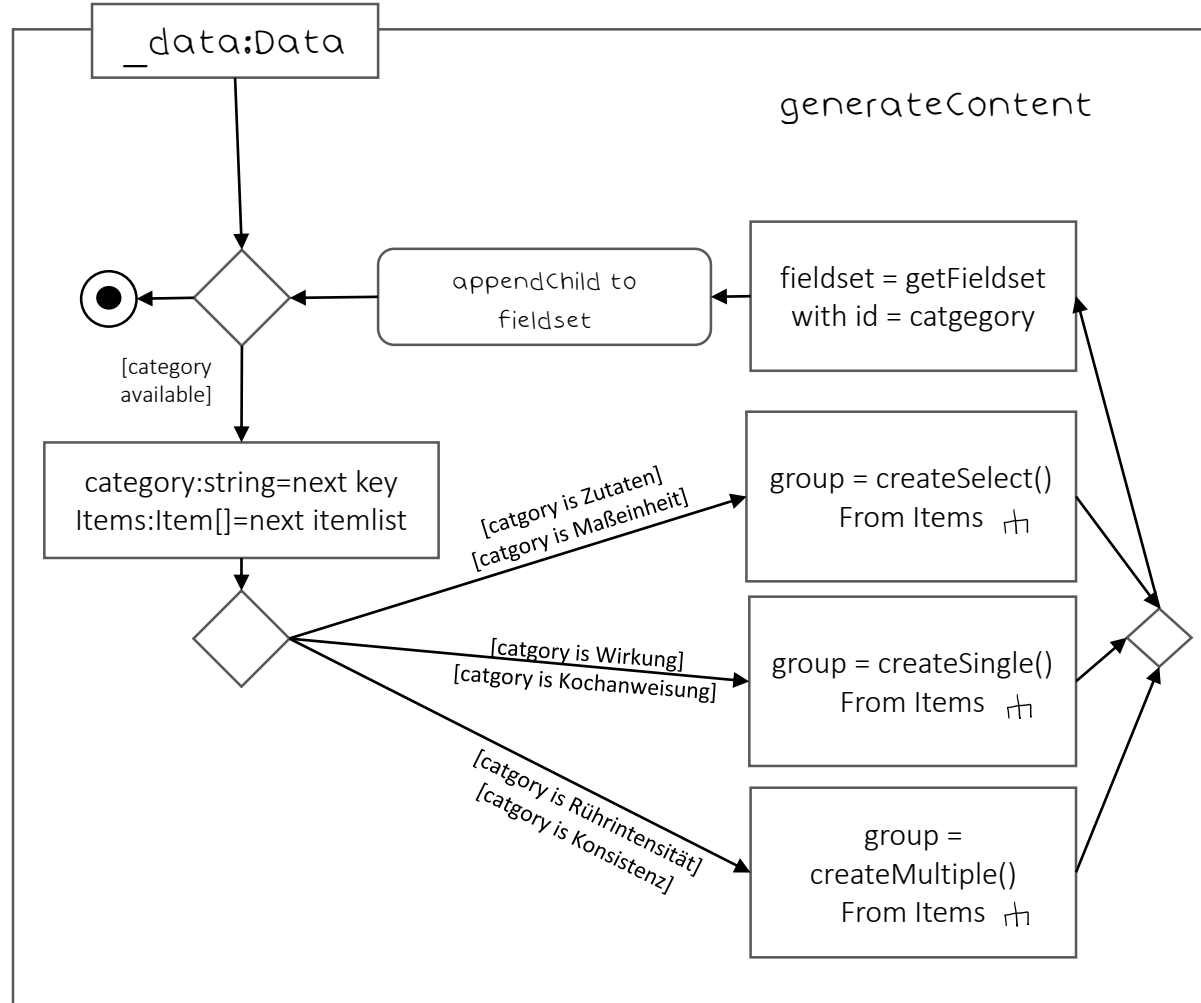 _data:Data
generateContent
appendChild to
fieldset
fieldset = getFieldset
with id = catgegory
[category
available]
category:string=next key
Items:Item[]=next itemlist
[catgory is Zutaten]
[catgory is Maßeinheit]
group = createSelect()
From Items
[catgory is Wirkung]
[catgory is Kochanweisung]
group = createSingle()
From Items
[catgory is Rührintensität]
[catgory is Konsistenz]
group =
createMultiple()
From Items